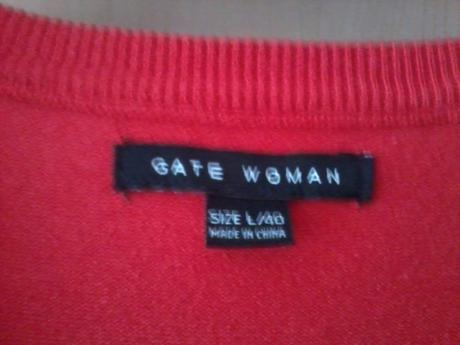 GATE WOMAN
SIZE L/40
MADE IN CHINA